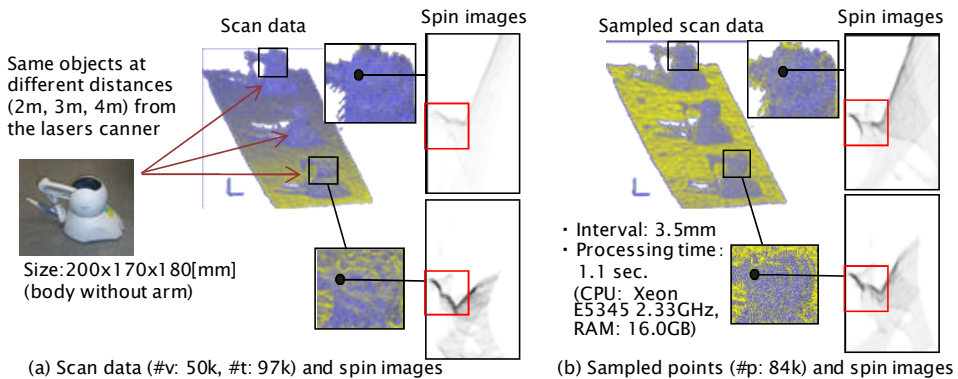 Scan data
Spin images
Same objects at
different distances
(2m, 3m, 4m) from
the lasers canner
Size:200x170x180[mm]
(body without arm)
(a) Scan data (#v: 50k, #t: 97k) and spin images
Sampled scan data
Spin images
・Interval: 3.5mm
・Processing time:
1.1 sec.
(CPU: Xeon
E5345 2.33GHz,
RAM: 16.0GB)
(b) Sampled points (#p: 84k) and spin images